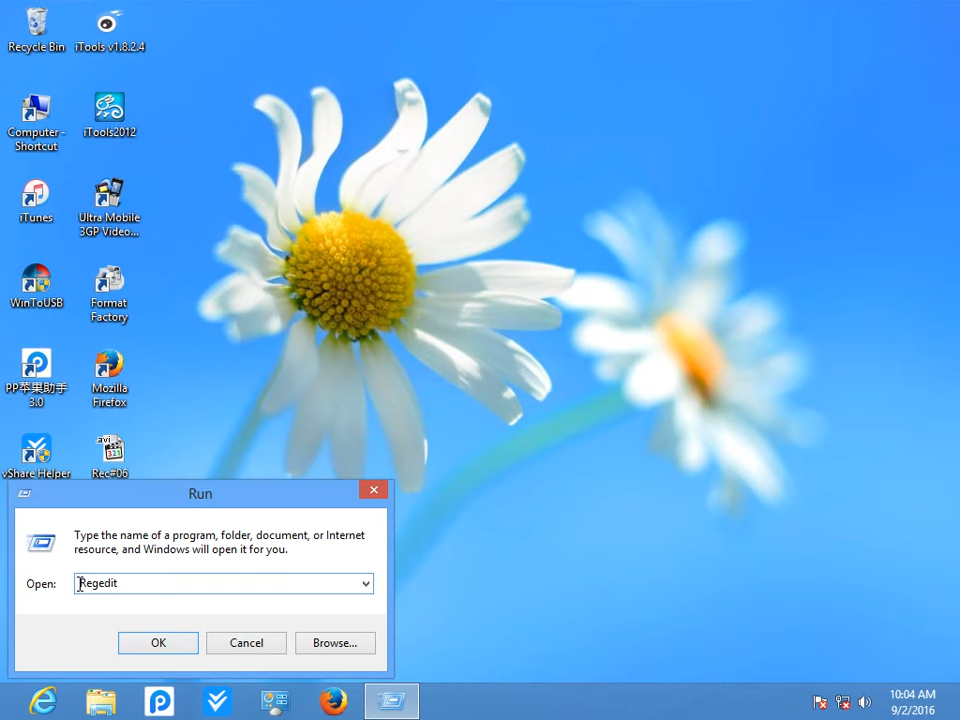 Recycle Bin
iTools v1.8.2.4
Computer -
Shortcut
iTools2012
iTunes
Ultra Mobile
3GP Video...
WinToUSB
Format
Factory
PP苹果助手
3.0
Mozilla
Firefox
vShare Helper
avi
321
Rec#06
Run
Type the name of a program, folder, document, or Internet
resource, and Windows will open it for you.
Open:
Regedit
OK
Cancel
Browse...
10:04 AM
9/2/2016